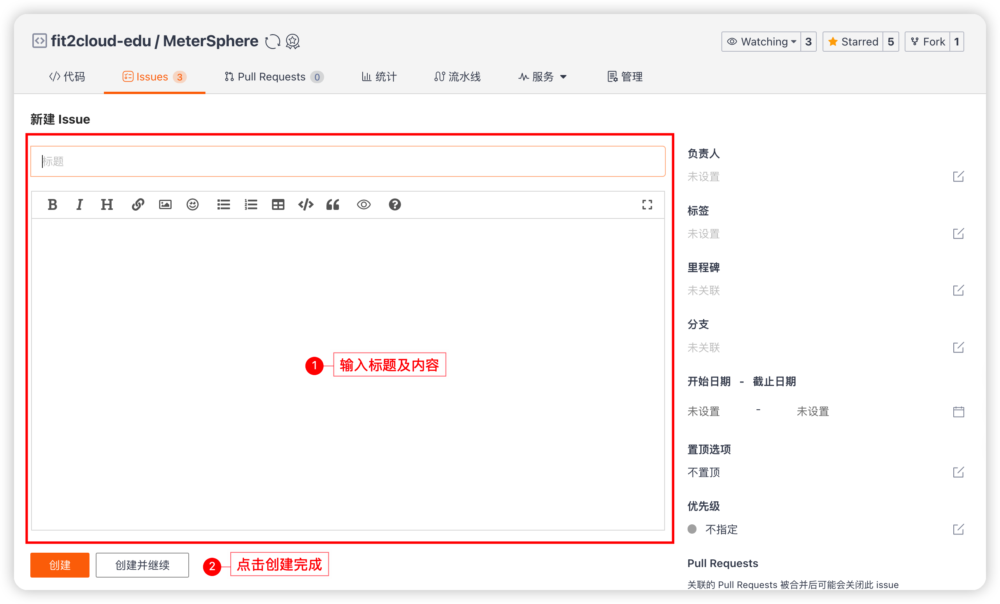 fit2cloud-edu / MeterSphere
Watching 3
Starred 5
Fork 1
代码
Issues 3
Pull Requests 0
统计
流水线
服务
管理
新建 Issue
标题
B I H
1 输入标题及内容
创建
创建并继续
2 点击创建完成
负责人
未设置
标签
未设置
里程碑
未关联
分支
未关联
开始日期 - 截止日期
未设置 - 未设置
置顶选项
不置顶
优先级
不指定
Pull Requests
关联的 Pull Requests 被合并后可能会关闭此 issue